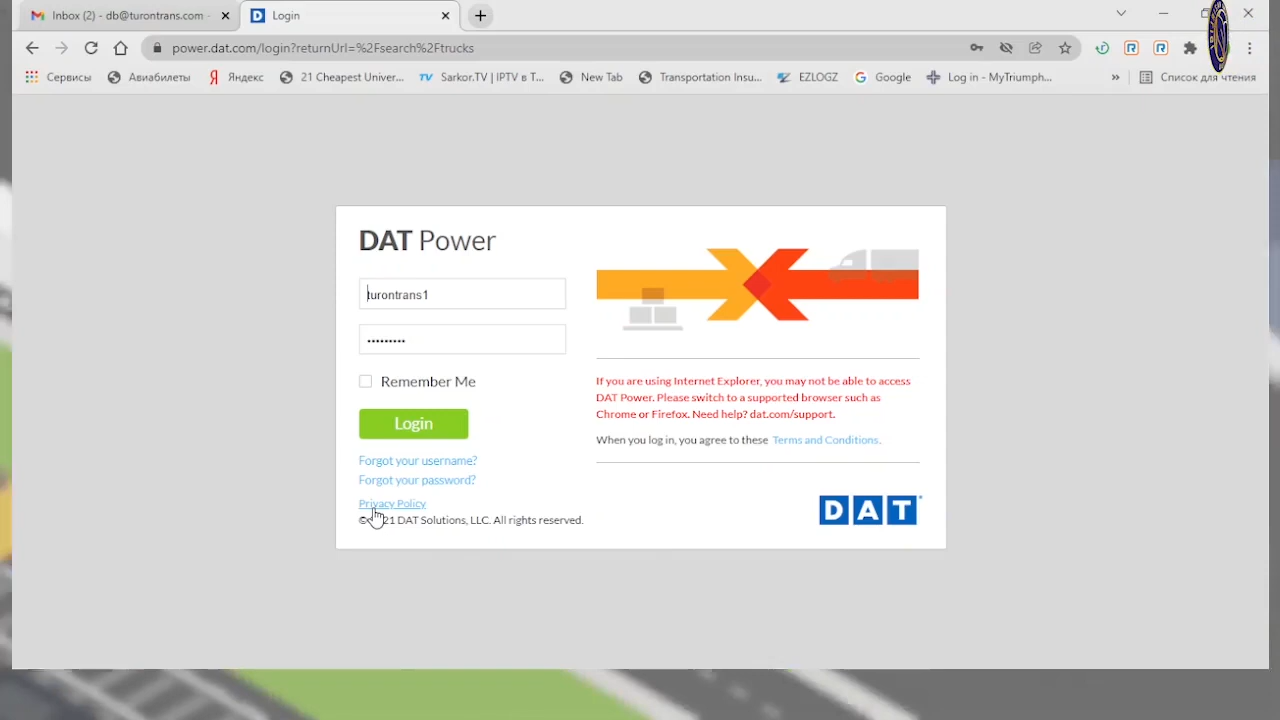 Inbox (2) - db@turontrans.com -
Login
power.dat.com/login?returnUrl=%2Fsearch%2Ftrucks
Сервисы
Авиабилеты
Яндекс
21 Cheapest Univer...
Sarkor.TV | IPTV в Т...
New Tab
Transportation Insu...
EZLOGZ
Google
Log in - MyTriumph...
»
Список для чтения
DAT Power
turontrans1
•••••••••
Remember Me
Login
Forgot your username?
Forgot your password?
Privacy Policy
21 DAT Solutions, LLC. All rights reserved.
If you are using Internet Explorer, you may not be able to access
DAT Power. Please switch to a supported browser such as
Chrome or Firefox. Need help? dat.com/support.
When you log in, you agree to these Terms and Conditions.
DAT